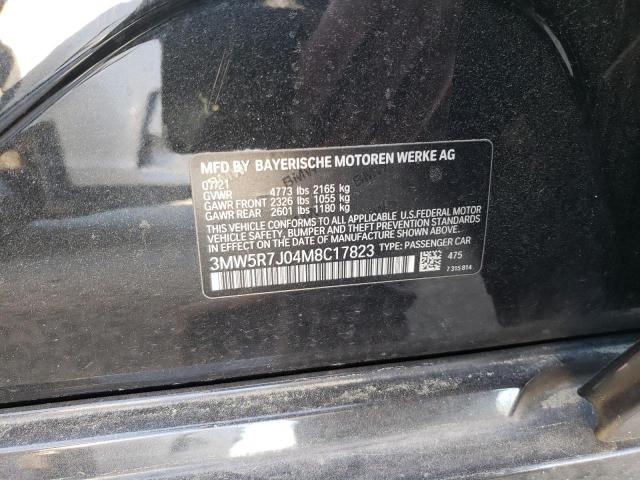 MFD BY BAYERISCHE MOTOREN WERKE AG
07/21
GVWR 4773 lbs 2165 kg
GAWR FRONT 2326 lbs 1055 kg
GAWR REAR 2601 lbs 1180 kg
THIS VEHICLE CONFORMS TO ALL APPLICABLE U.S.FEDERAL MOTOR
VEHICLE SAFETY, BUMPER, AND THEFT PREVENTION STANDARDS
IN EFFECT ON THE DATE OF MANUFACTURE SHOWN ABOVE.
3MW5R7J04M8C17823 TYPE: PASSENGER CAR
475
7 315 814